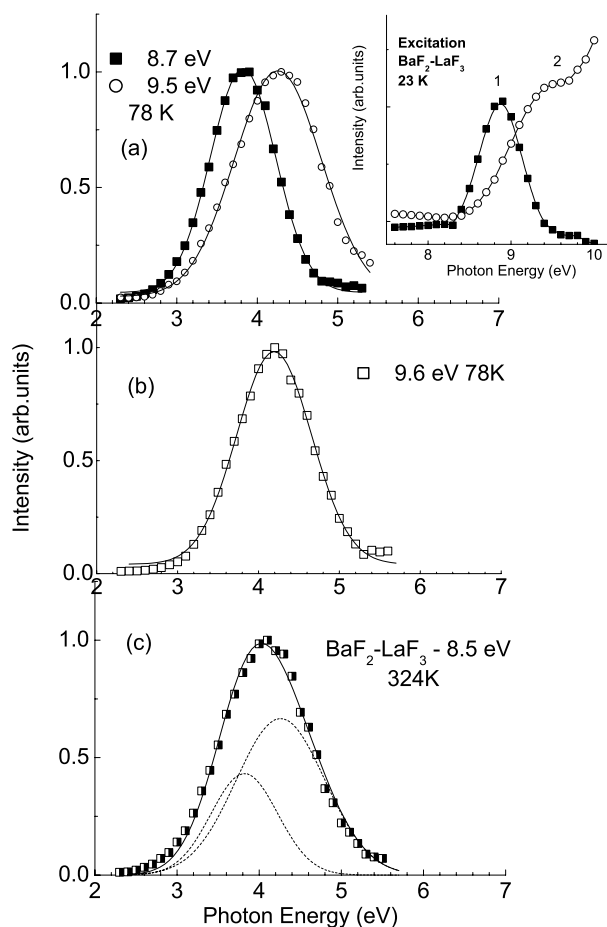 8.7 eV
9.5 eV
78 K
(a)
Intensity (arb.units)
1.0
0.5
0.0
2 3 4 5 6 7
Excitation
BaF2-LaF3
23 K
1
2
Intensity (arb.units)
8 9 10
Photon Energy (eV)
(b)
9.6 eV 78K
1.0
0.5
0.0
2 3 4 5 6 7
(c)
BaF2-LaF3 - 8.5 eV
324K
1.0
0.5
0.0
2 3 4 5 6 7
Photon Energy (eV)